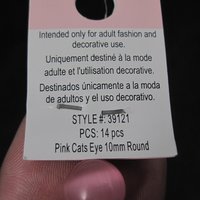 Intended only for adult fashion and
decorative use.
Uniquement destiné à la mode
adulte et l'utilisation decorative.
Destinados únicamente a la moda
de adultos y el uso decorativo.
STYLE #: 39121
PCS: 14 pcs
Pink Cats Eye 10mm Round